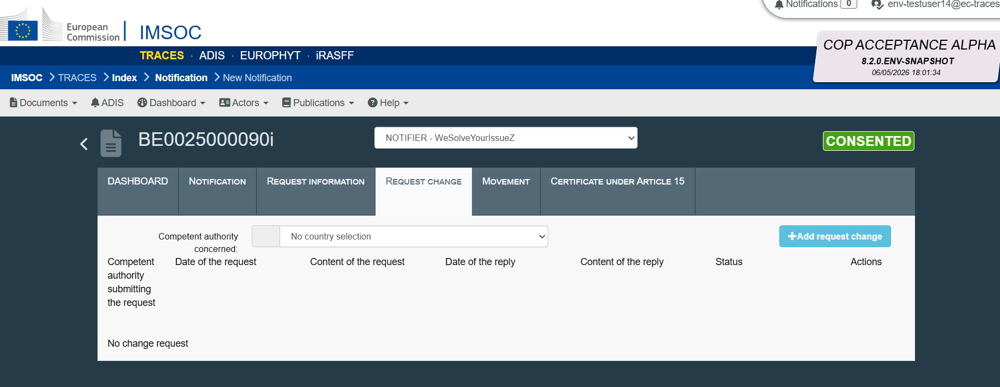 Notifications 0 env-testuser14@ec-traces
European
Commission
IMSOC
COP ACCEPTANCE ALPHA
8.2.0.ENV-SNAPSHOT
06/05/2026 18:01:34
TRACES · ADIS · EUROPHYT · iRASFF
IMSOC TRACES Index Notification New Notification
Documents ADIS Dashboard Actors Publications Help
BE0025000090i
NOTIFIER - WeSolveYourIssueZ
CONSENTED
DASHBOARD Notification Request information Request change Movement Certificate under Article 15
Competent authority
concerned:
No country selection
Add request change
Competent
authority
submitting
the request
Date of the request
Content of the request
Date of the reply
Content of the reply
Status
Actions
No change request